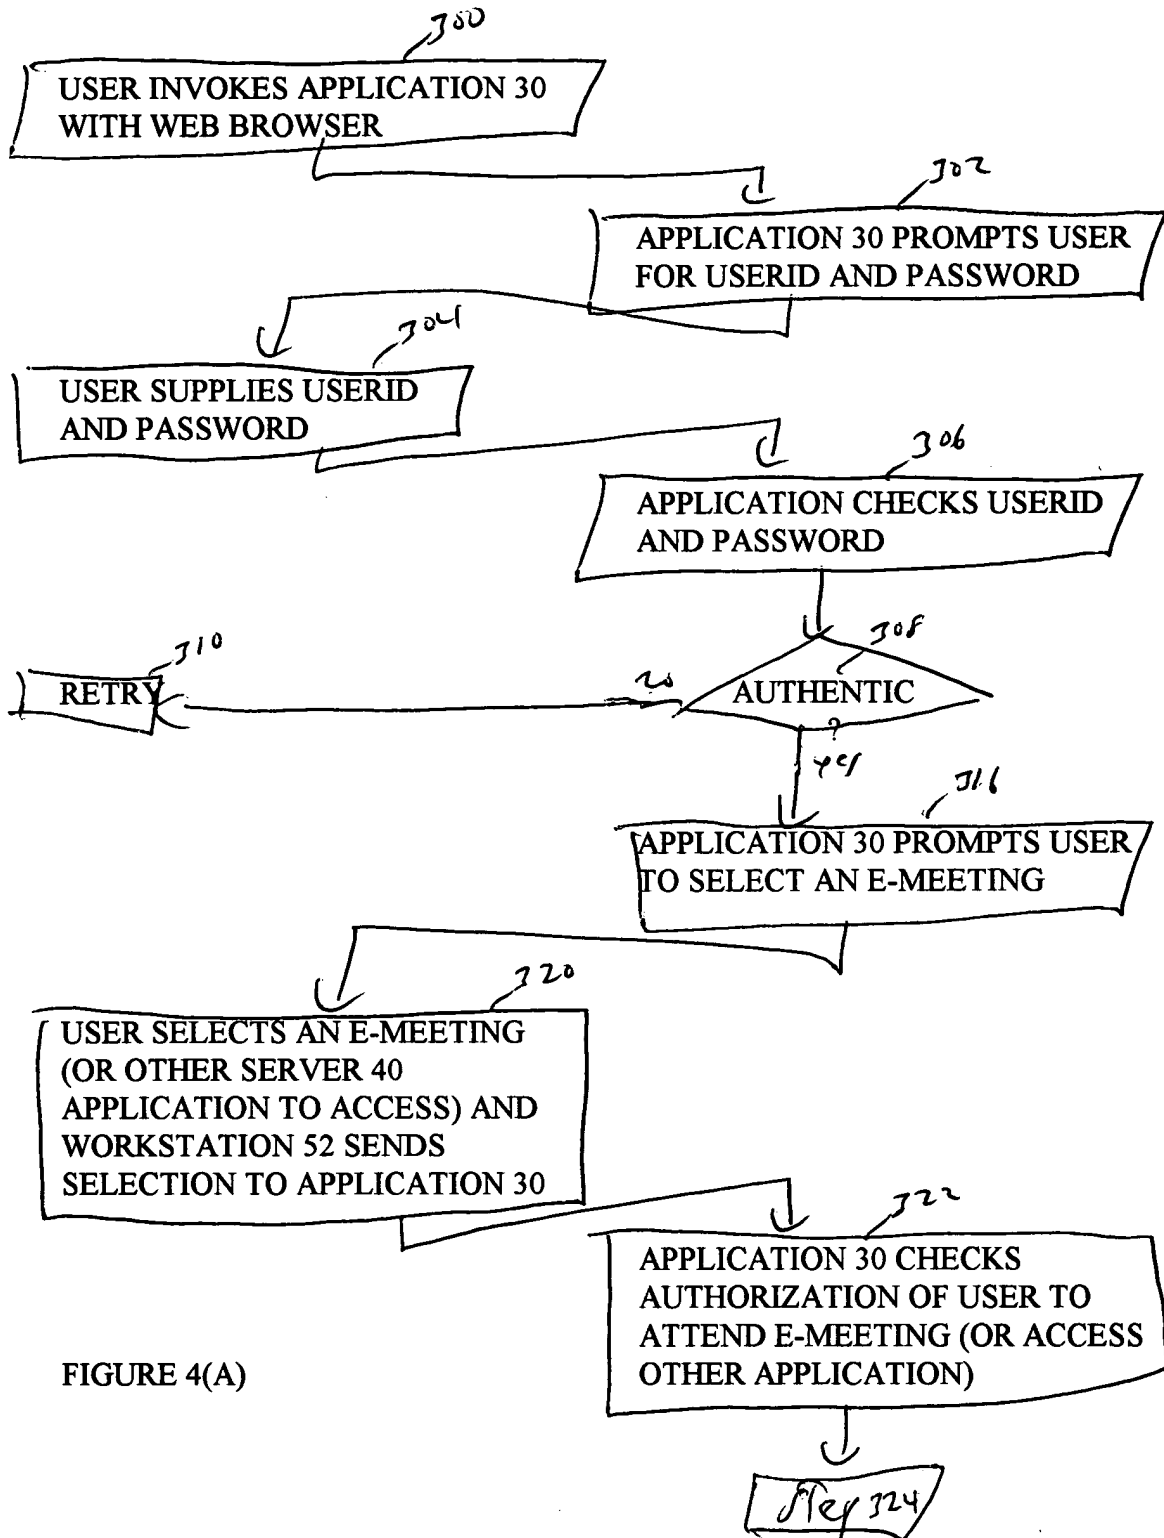 300
USER INVOKES APPLICATION 30
WITH WEB BROWSER
302
APPLICATION 30 PROMPTS USER
FOR USERID AND PASSWORD
304
USER SUPPLIES USERID
AND PASSWORD
306
APPLICATION CHECKS USERID
AND PASSWORD
308
AUTHENTIC
?
no
310
RETRY
yes
316
APPLICATION 30 PROMPTS USER
TO SELECT AN E-MEETING
320
USER SELECTS AN E-MEETING
(OR OTHER SERVER 40
APPLICATION TO ACCESS) AND
WORKSTATION 52 SENDS
SELECTION TO APPLICATION 30
322
APPLICATION 30 CHECKS
AUTHORIZATION OF USER TO
ATTEND E-MEETING (OR ACCESS
OTHER APPLICATION)
FIGURE 4(A)
Step 324